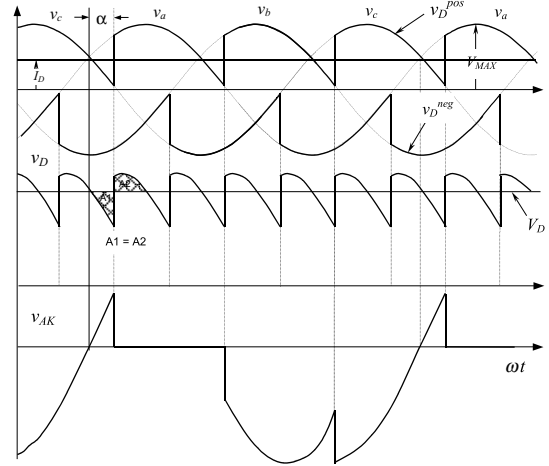 v_c α v_a v_b v_c v_D^pos v_a
I_D V_MAX
v_D^neg
v_D
A1 A2
V_D
A1 = A2
v_AK
ωt